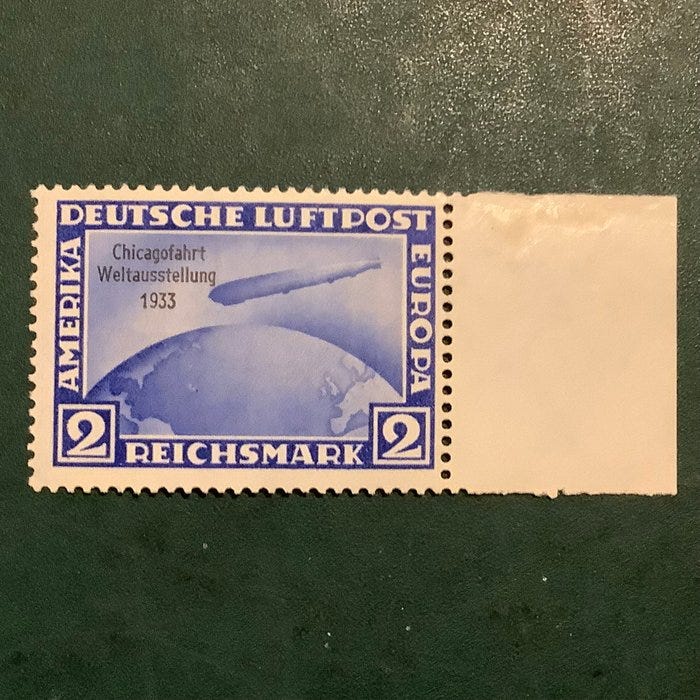 DEUTSCHE LUFTPOST
AMERIKA
Chicagofahrt
Weltausstellung
1933
EUROPA
2 REICHSMARK 2